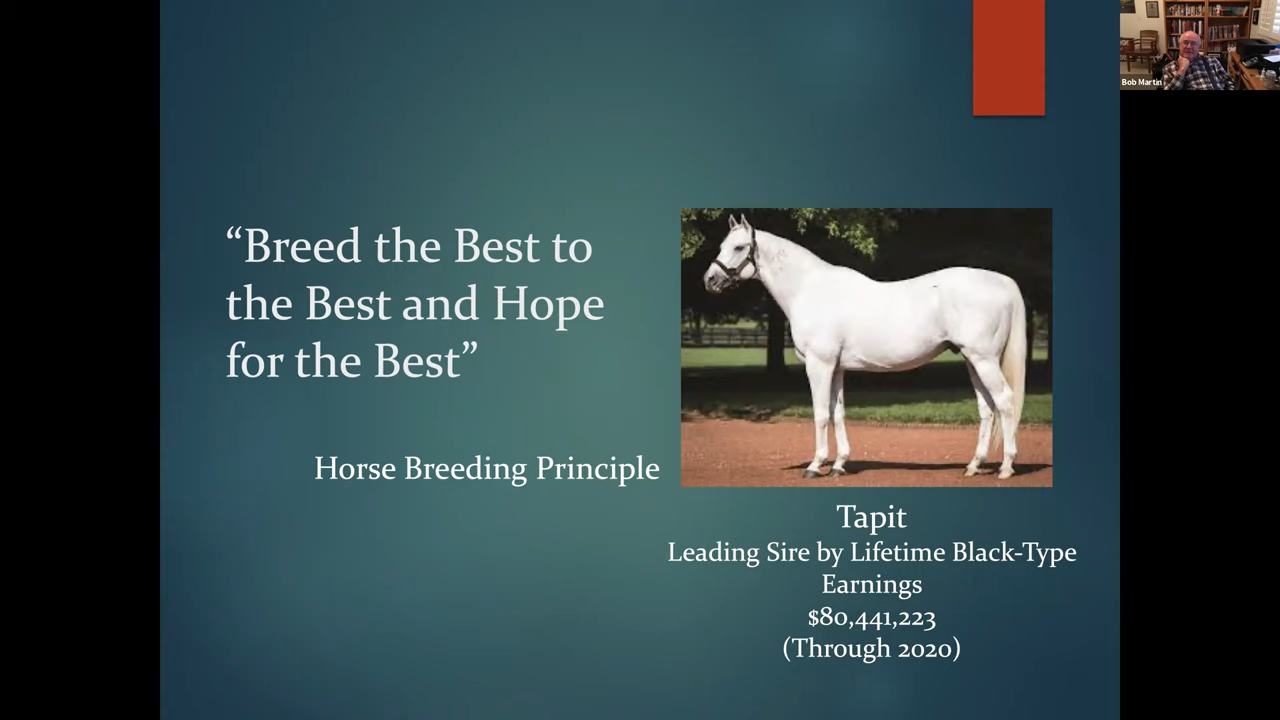 Bob Martin
“Breed the Best to
the Best and Hope
for the Best”
Horse Breeding Principle
Tapit
Leading Sire by Lifetime Black-Type
Earnings
$80,441,223
(Through 2020)